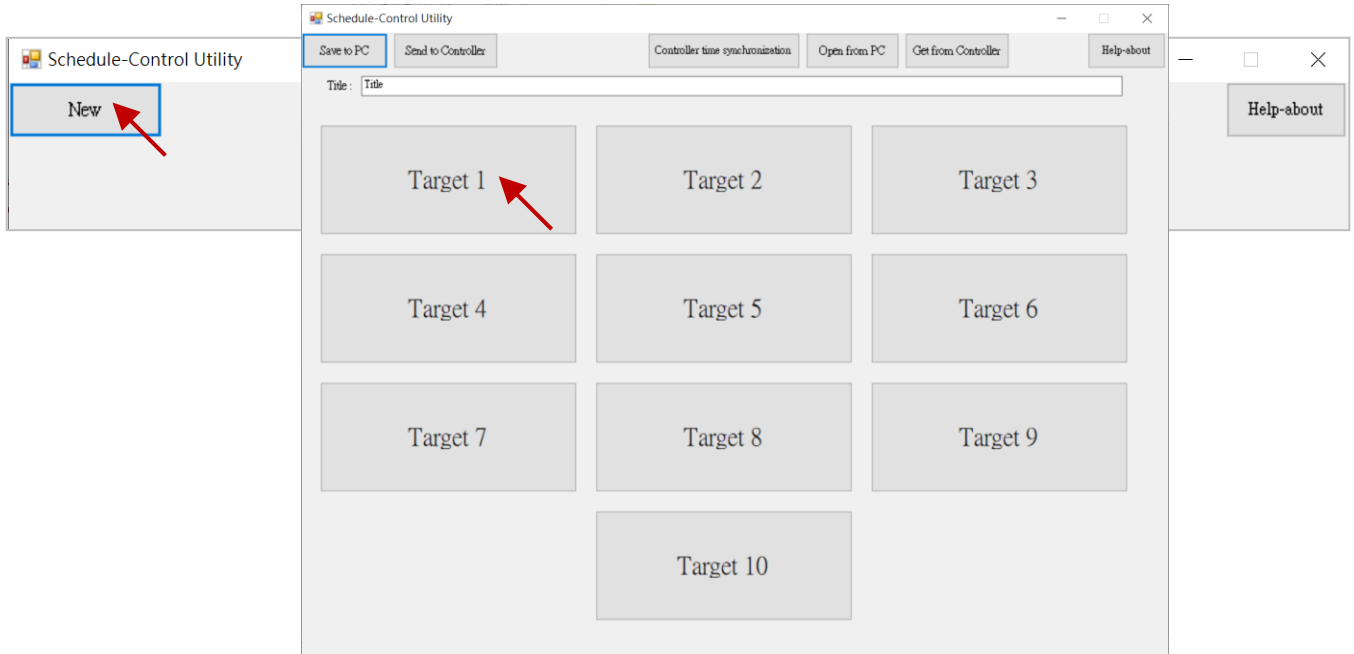 Schedule-Control Utility
New
Help-about
Schedule-Control Utility
Save to PC Send to Controller Controller time synchronization Open from PC Get from Controller Help-about
Title : Title
Target 1 Target 2 Target 3
Target 4 Target 5 Target 6
Target 7 Target 8 Target 9
Target 10